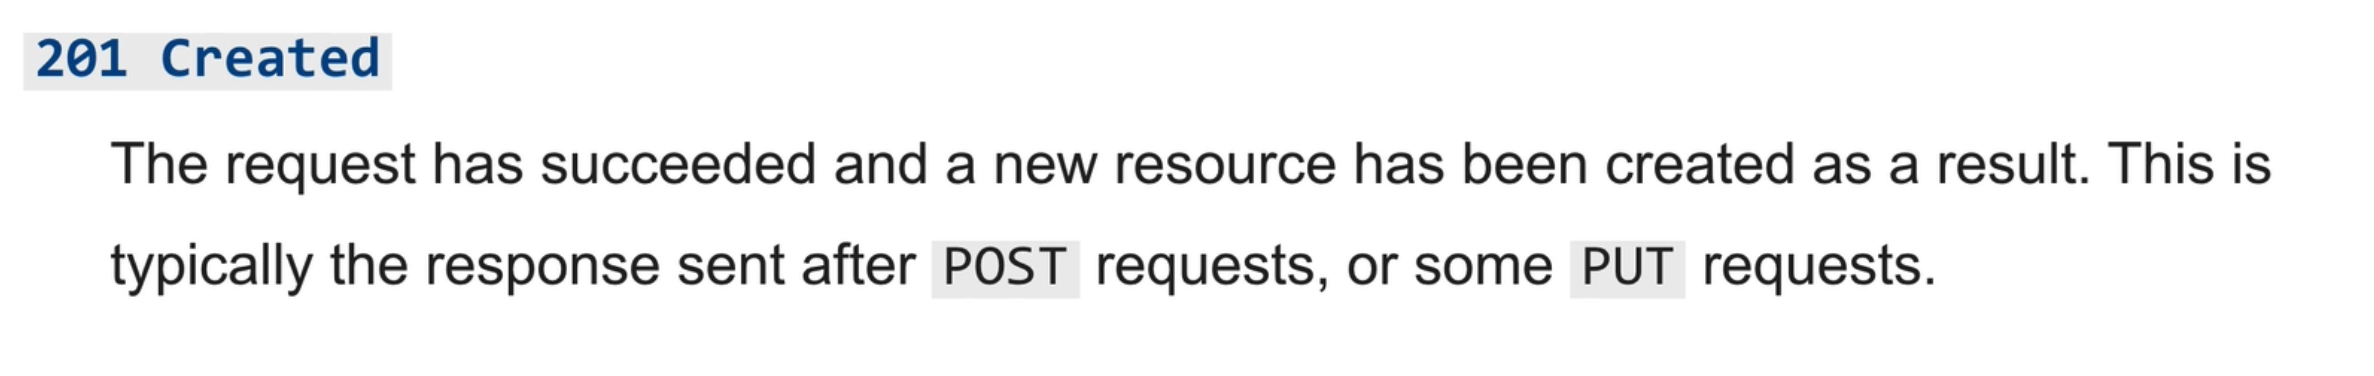 201 Created
The request has succeeded and a new resource has been created as a result. This is
typically the response sent after POST requests, or some PUT requests.